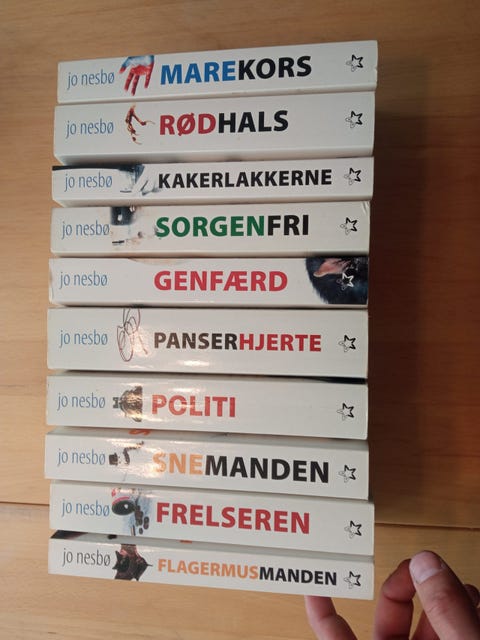 jo nesbø MAREKORS
jo nesbø RØDHALS
jo nesbø KAKERLAKKERNE
jo nesbø SORGENFRI
jo nesbø GENFÆRD
jo nesbø PANSERHJERTE
jo nesbø POLITI
jo nesbø SNEMANDEN
jo nesbø FRELSEREN
jo nesbø FLAGERMUSMANDEN